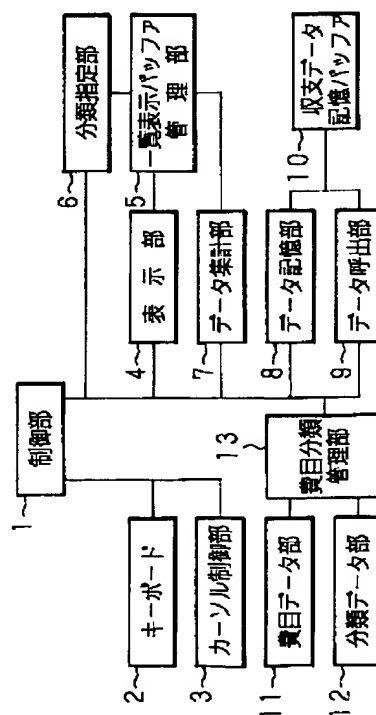 1
制御部
2
キーボード
3
カーソル制御部
4
表示部
5
一覧表示バッファ
管理部
6
分類指定部
7
データ集計部
8
データ記憶部
9
データ呼出部
10
収支データ
記憶バッファ
11
費目データ部
12
分類データ部
13
費目分類
管理部